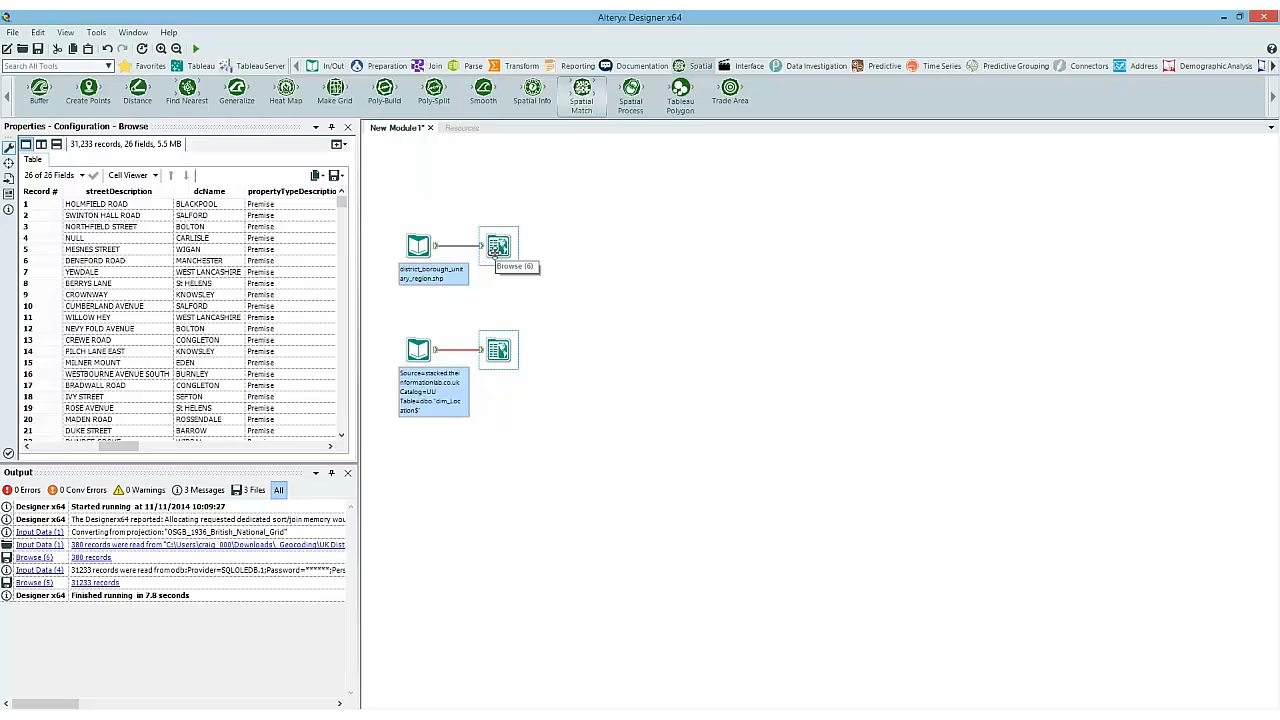 Alteryx Designer x64
File Edit View Tools Window Help
Search All Tools Favorites Tableau Tableau Server In/Out Preparation Join Parse Transform Reporting Documentation Spatial Interface Data Investigation Predictive Time Series Predictive Grouping Connectors Address Demographic Analysis
Buffer Create Points Distance Find Nearest Generalize Heat Map Make Grid Poly-Build Poly-Split Smooth Spatial Info Spatial Match Spatial Process Tableau Polygon Trade Area
Properties - Configuration - Browse
New Module1* Resources
31,233 records, 26 fields, 5.5 MB
Table
26 of 26 Fields Cell Viewer
Record # streetDescription dcName propertyTypeDescriptio
1 HOLMFIELD ROAD BLACKPOOL Premise
2 SWINTON HALL ROAD SALFORD Premise
3 NORTHFIELD STREET BOLTON Premise
4 NULL CARLISLE Premise
5 MESNES STREET WIGAN Premise
6 DENEFORD ROAD MANCHESTER Premise
7 YEWDALE WEST LANCASHIRE Premise
8 BERRYS LANE St HELENS Premise
9 CROWNWAY KNOWSLEY Premise
10 CUMBERLAND AVENUE SALFORD Premise
11 WILLOW HEY WEST LANCASHIRE Premise
12 NEVY FOLD AVENUE BOLTON Premise
13 CREWE ROAD CONGLETON Premise
14 PILCH LANE EAST KNOWSLEY Premise
15 MILNER MOUNT EDEN Premise
16 WESTBOURNE AVENUE SOUTH BURNLEY Premise
17 BRADWALL ROAD CONGLETON Premise
18 IVY STREET SEFTON Premise
19 ROSE AVENUE St HELENS Premise
20 MADEN ROAD ROSSENDALE Premise
21 DUKE STREET BARROW Premise
Browse (6)
district_borough_unit
ary_region.shp
Source=stacked.thei
nformationlab.co.uk
Catalog=UU
Table=dbo."dim_Loc
ation$"
Output
0 Errors 0 Conv Errors 0 Warnings 3 Messages 3 Files All
Designer x64 Started running at 11/11/2014 10:09:27
Designer x64 The Designerx64 reported: Allocating requested dedicated sort/join memory wou
Input Data (1) Converting from projection: "OSGB_1936_British_National_Grid"
Input Data (1) 380 records were read from "C:\Users\craig_000\Downloads\_Geocoding\UK Dist
Browse (6) 380 records
Input Data (4) 31233 records were read from odb:Provider=SQLOLEDB.1;Password=******;Pers
Browse (5) 31233 records
Designer x64 Finished running in 7.8 seconds